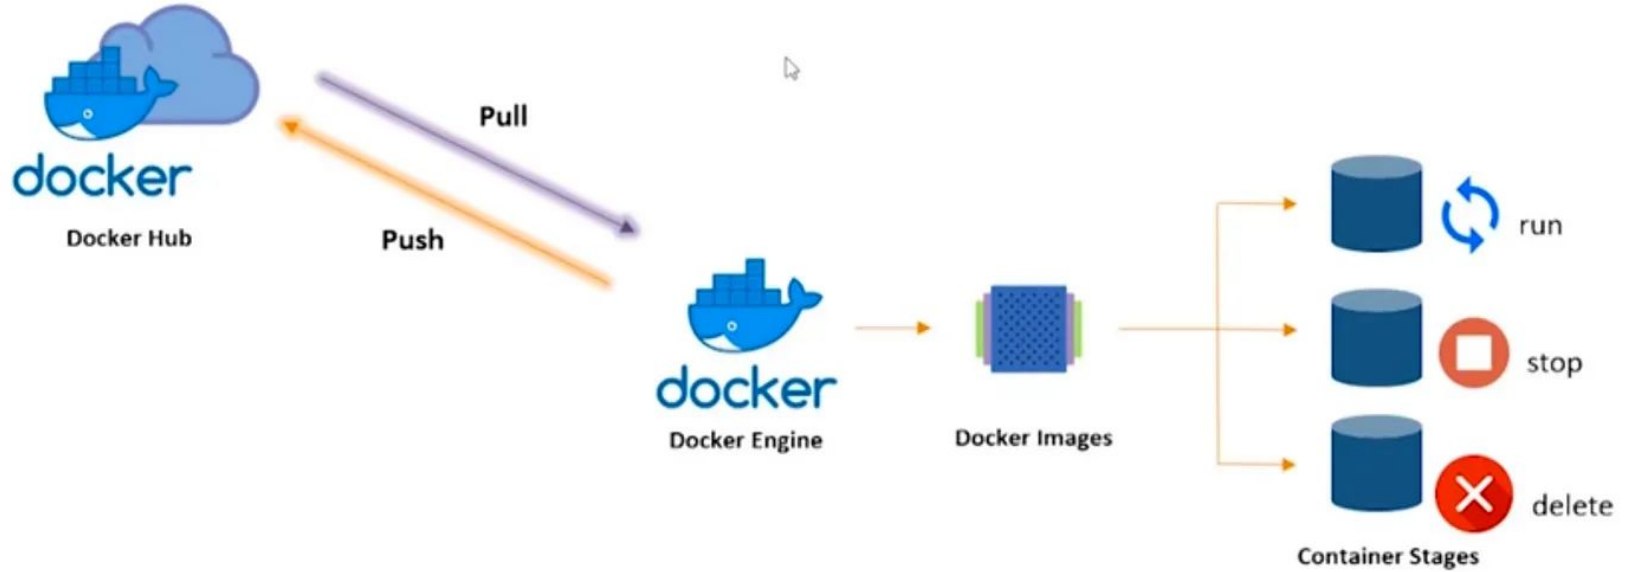 docker
Docker Hub
Pull
Push
docker
Docker Engine
Docker Images
run
stop
delete
Container Stages